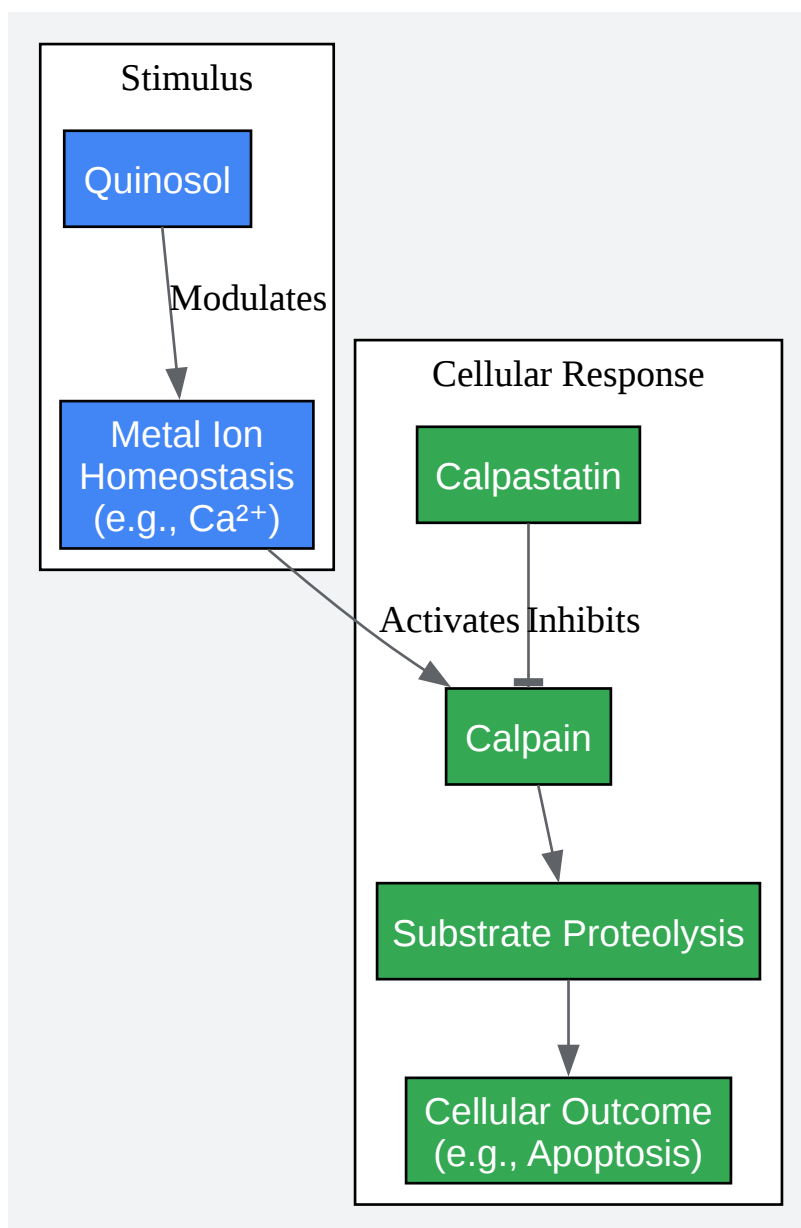 Stimulus
Quinosol
Modulates
Metal Ion
Homeostasis
(e.g., Ca²⁺)
Cellular Response
Calpastatin
Activates
Inhibits
Calpain
Substrate Proteolysis
Cellular Outcome
(e.g., Apoptosis)